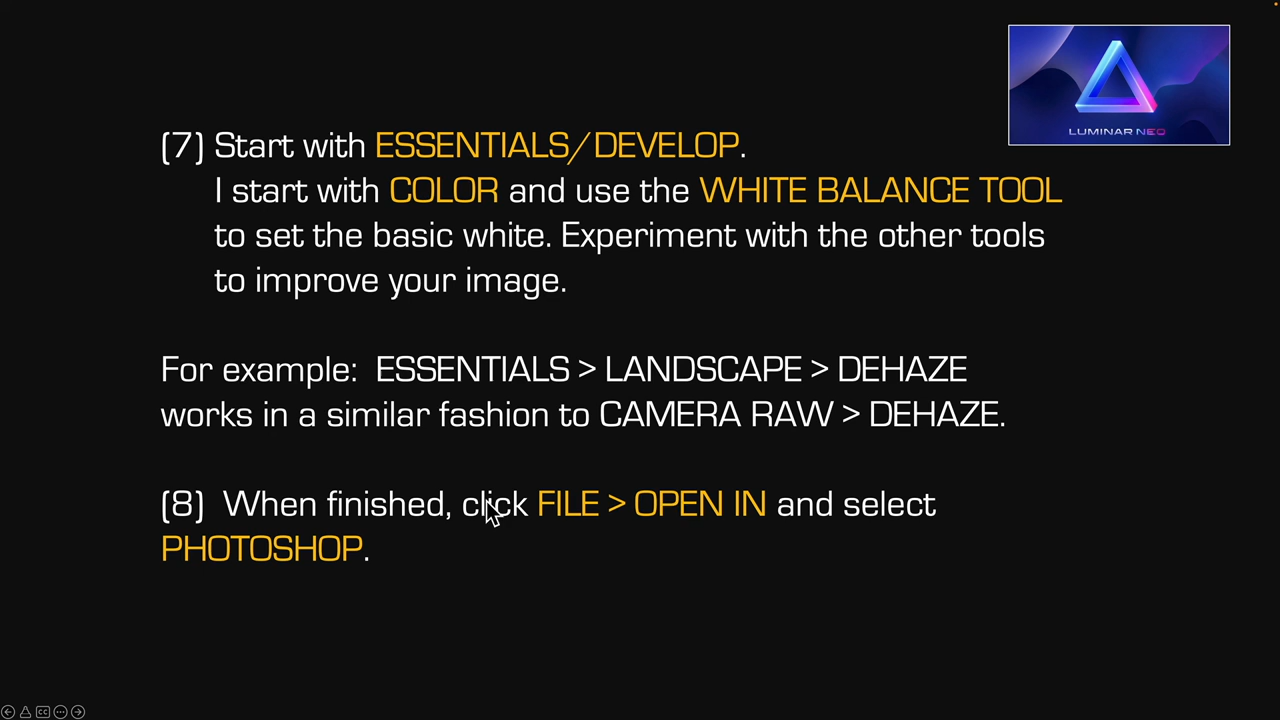 LUMINAR NEO
(7) Start with ESSENTIALS/DEVELOP.
I start with COLOR and use the WHITE BALANCE TOOL
to set the basic white. Experiment with the other tools
to improve your image.
For example: ESSENTIALS > LANDSCAPE > DEHAZE
works in a similar fashion to CAMERA RAW > DEHAZE.
(8) When finished, click FILE > OPEN IN and select
PHOTOSHOP.
CC